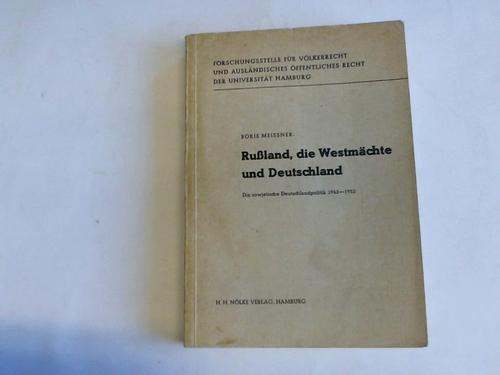 FORSCHUNGSSTELLE FÜR VÖLKERRECHT
UND AUSLÄNDISCHES ÖFFENTLICHES RECHT
DER UNIVERSITÄT HAMBURG
BORIS MEISSNER
Rußland, die Westmächte
und Deutschland
Die sowjetische Deutschlandpolitik 1943—1953
H. H. NÖLKE VERLAG, HAMBURG